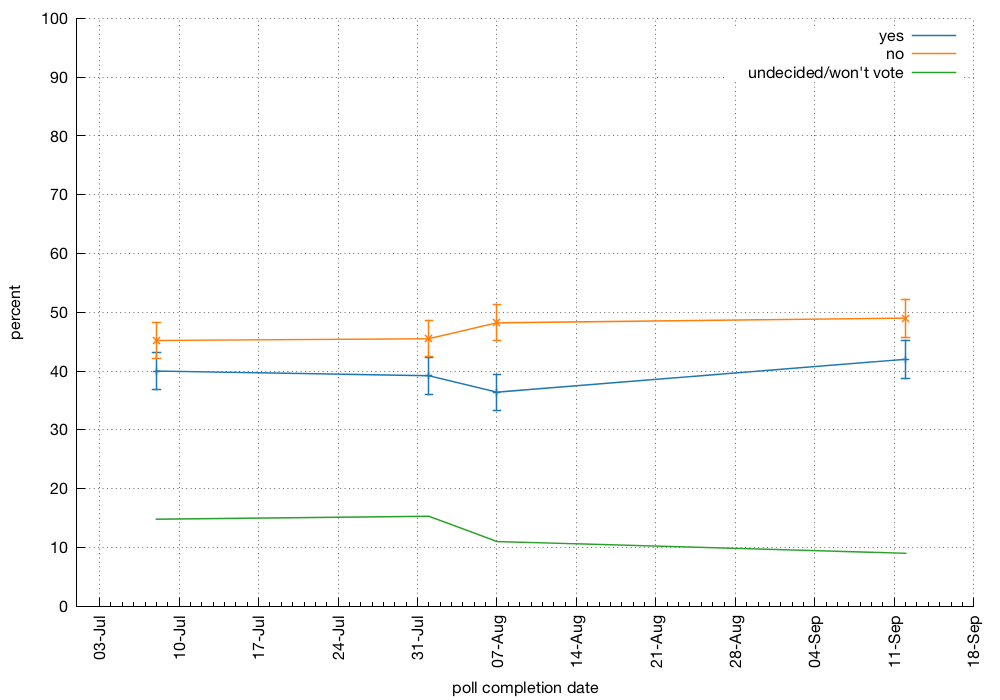 yes
no
undecided/won't vote
percent
100
90
80
70
60
50
40
30
20
10
0
03-Jul
10-Jul
17-Jul
24-Jul
31-Jul
07-Aug
14-Aug
21-Aug
28-Aug
04-Sep
11-Sep
18-Sep
poll completion date